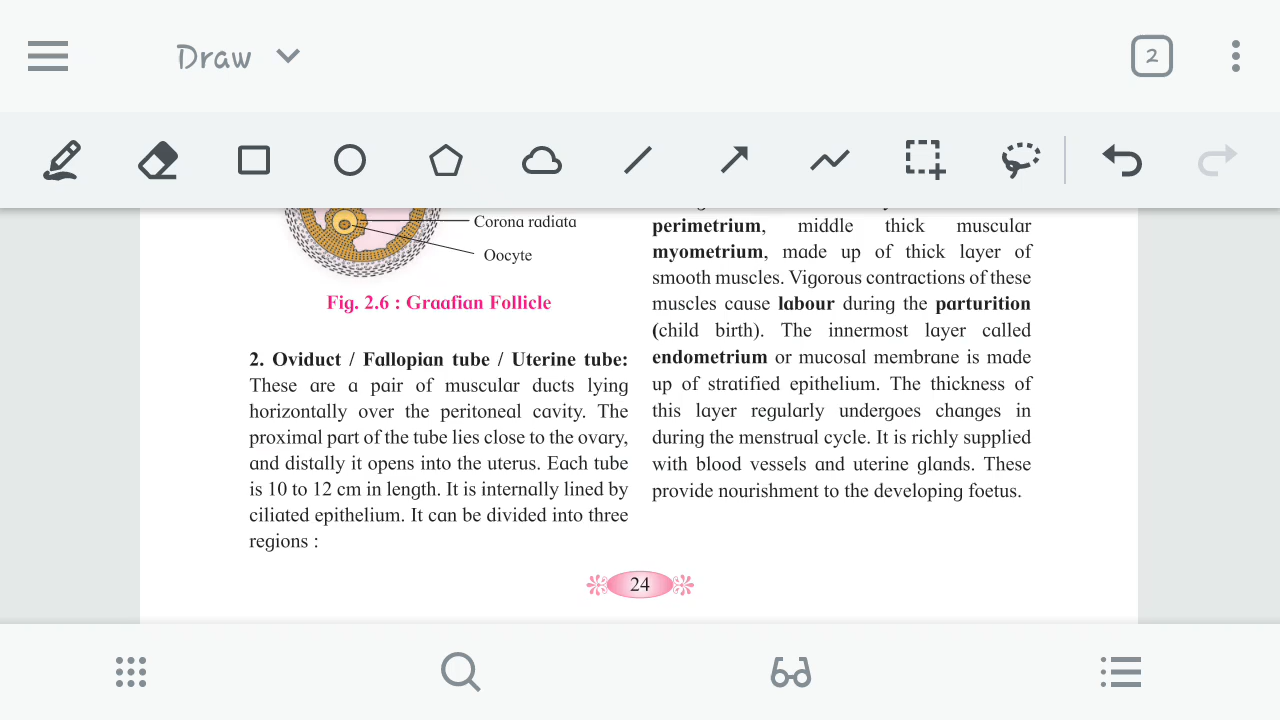 Draw
2
Corona radiata
Oocyte
Fig. 2.6 : Graafian Follicle
2. Oviduct / Fallopian tube / Uterine tube:
These are a pair of muscular ducts lying
horizontally over the peritoneal cavity. The
proximal part of the tube lies close to the ovary,
and distally it opens into the uterus. Each tube
is 10 to 12 cm in length. It is internally lined by
ciliated epithelium. It can be divided into three
regions :
perimetrium, middle thick muscular
myometrium, made up of thick layer of
smooth muscles. Vigorous contractions of these
muscles cause labour during the parturition
(child birth). The innermost layer called
endometrium or mucosal membrane is made
up of stratified epithelium. The thickness of
this layer regularly undergoes changes in
during the menstrual cycle. It is richly supplied
with blood vessels and uterine glands. These
provide nourishment to the developing foetus.
24